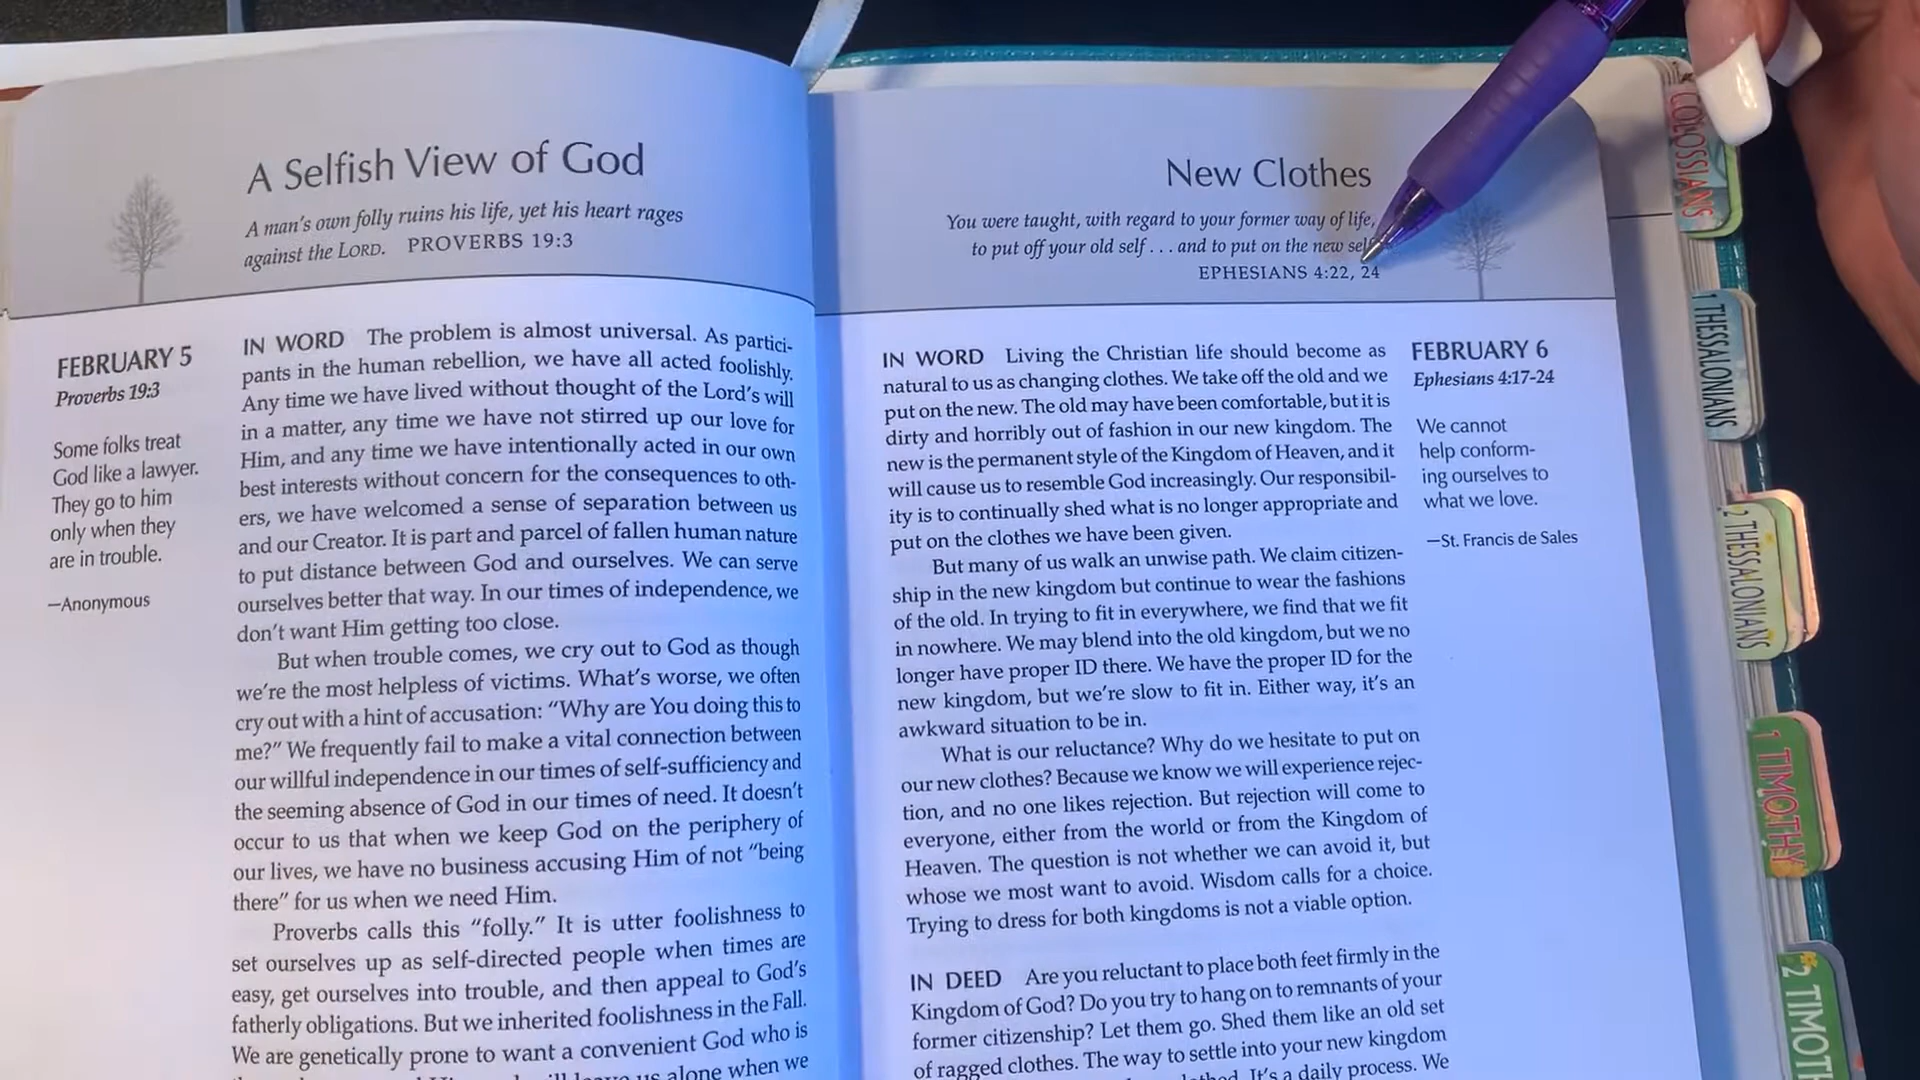 A Selfish View of God
A man's own folly ruins his life, yet his heart rages
against the LORD. PROVERBS 19:3
FEBRUARY 5
Proverbs 19:3
Some folks treat
God like a lawyer.
They go to him
only when they
are in trouble.
—Anonymous
IN WORD The problem is almost universal. As partici-
pants in the human rebellion, we have all acted foolishly.
Any time we have lived without thought of the Lord's will
in a matter, any time we have not stirred up our love for
Him, and any time we have intentionally acted in our own
best interests without concern for the consequences to oth-
ers, we have welcomed a sense of separation between us
and our Creator. It is part and parcel of fallen human nature
to put distance between God and ourselves. We can serve
ourselves better that way. In our times of independence, we
don't want Him getting too close.
But when trouble comes, we cry out to God as though
we're the most helpless of victims. What's worse, we often
cry out with a hint of accusation: "Why are You doing this to
me?" We frequently fail to make a vital connection between
our willful independence in our times of self-sufficiency and
the seeming absence of God in our times of need. It doesn't
occur to us that when we keep God on the periphery of
our lives, we have no business accusing Him of not "being
there" for us when we need Him.
Proverbs calls this "folly." It is utter foolishness to
set ourselves up as self-directed people when times are
easy, get ourselves into trouble, and then appeal to God's
fatherly obligations. But we inherited foolishness in the Fall.
We are genetically prone to want a convenient God who is
us alone when we
New Clothes
You were taught, with regard to your former way of life,
to put off your old self . . . and to put on the new self
EPHESIANS 4:22, 24
IN WORD Living the Christian life should become as
natural to us as changing clothes. We take off the old and we
put on the new. The old may have been comfortable, but it is
dirty and horribly out of fashion in our new kingdom. The
new is the permanent style of the Kingdom of Heaven, and it
will cause us to resemble God increasingly. Our responsibil-
ity is to continually shed what is no longer appropriate and
put on the clothes we have been given.
But many of us walk an unwise path. We claim citizen-
ship in the new kingdom but continue to wear the fashions
of the old. In trying to fit in everywhere, we find that we fit
in nowhere. We may blend into the old kingdom, but we no
longer have proper ID there. We have the proper ID for the
new kingdom, but we're slow to fit in. Either way, it's an
awkward situation to be in.
What is our reluctance? Why do we hesitate to put on
our new clothes? Because we know we will experience rejec-
tion, and no one likes rejection. But rejection will come to
everyone, either from the world or from the Kingdom of
Heaven. The question is not whether we can avoid it, but
whose we most want to avoid. Wisdom calls for a choice.
Trying to dress for both kingdoms is not a viable option.
IN DEED Are you reluctant to place both feet firmly in the
Kingdom of God? Do you try to hang on to remnants of your
former citizenship? Let them go. Shed them like an old set
of ragged clothes. The way to settle into your new kingdom
It's a daily process. We
FEBRUARY 6
Ephesians 4:17-24
We cannot
help conform-
ing ourselves to
what we love.
—St. Francis de Sales
COLOSSIANS
1 THESSALONIANS
2 THESSALONIANS
1 TIMOTHY
2 TIMOT